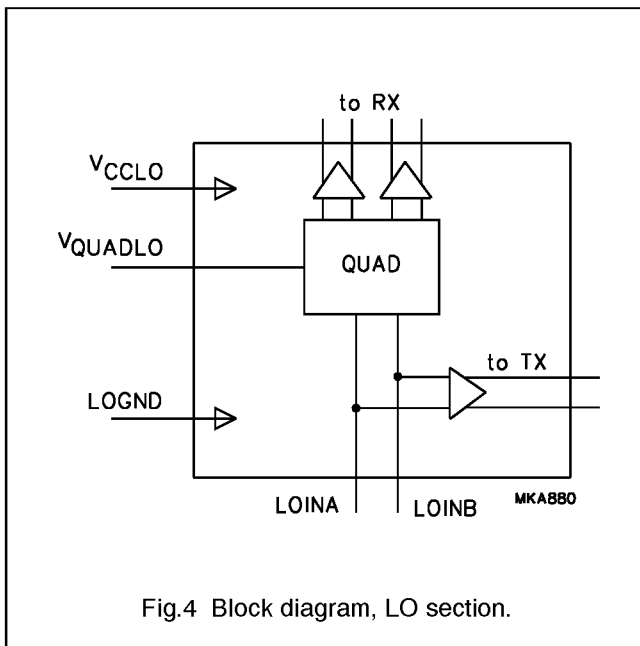 to RX
VCCLO
VQUADLO
QUAD
to TX
LOGND
LOINA
LOINB
MKA880
Fig.4 Block diagram, LO section.